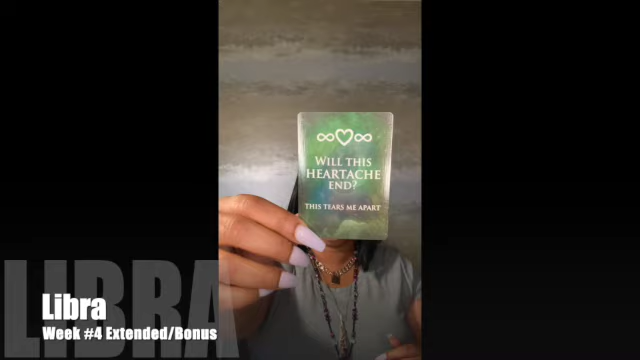 WILL THIS
HEARTACHE
END?
THIS TEARS ME APART
LIBRA
Libra
Week #4 Extended/Bonus